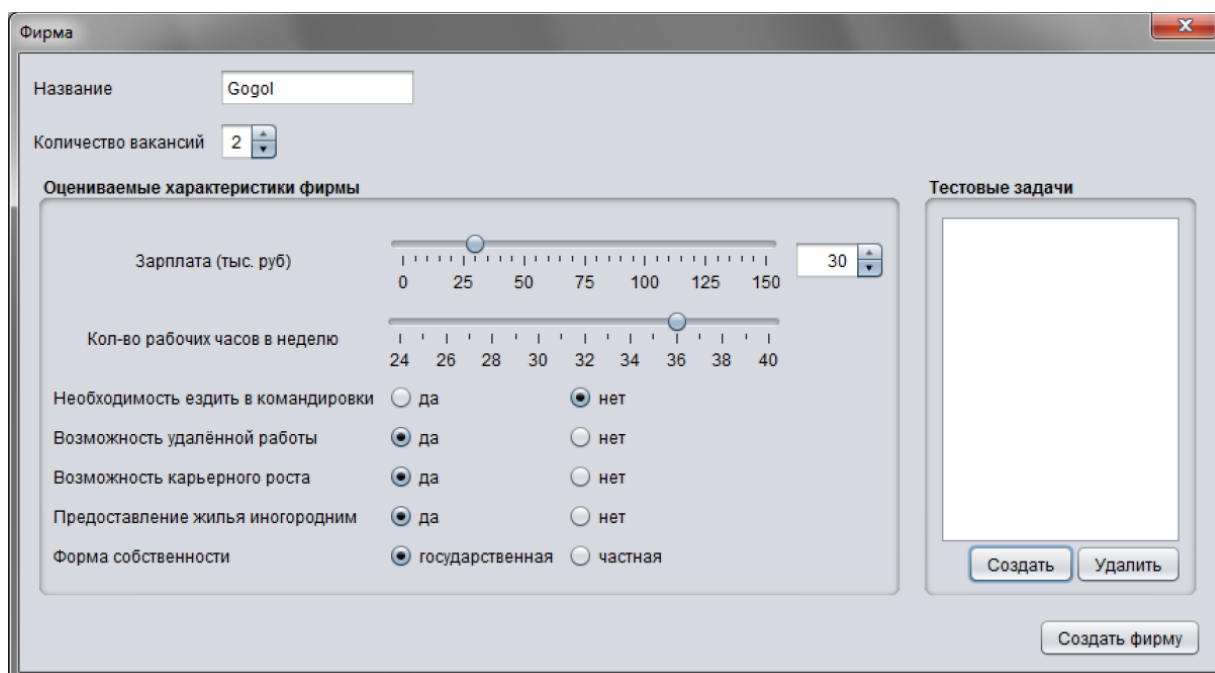 Фирма
Название Gogol
Количество вакансий 2
Оцениваемые характеристики фирмы
Зарплата (тыс. руб) 30
0 25 50 75 100 125 150
Кол-во рабочих часов в неделю
24 26 28 30 32 34 36 38 40
Необходимость ездить в командировки да нет
Возможность удалённой работы да нет
Возможность карьерного роста да нет
Предоставление жилья иногородним да нет
Форма собственности государственная частная
Тестовые задачи
Создать Удалить
Создать фирму